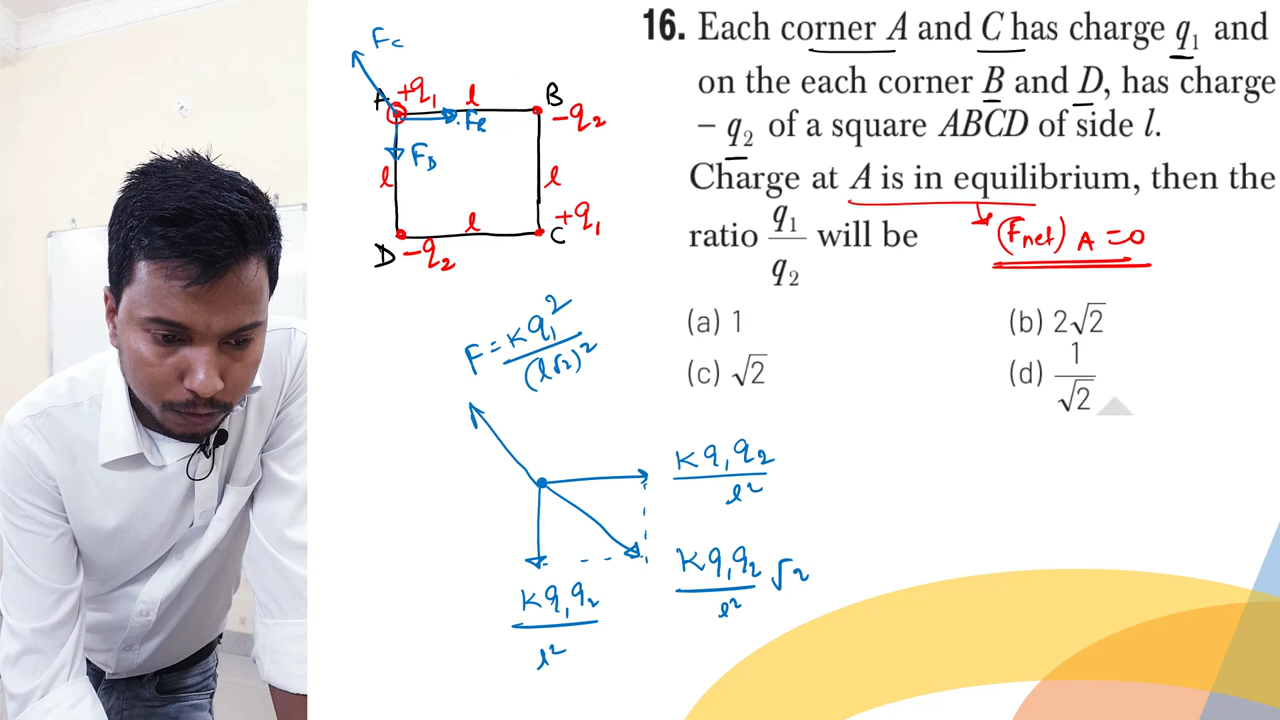 16. Each corner A and C has charge q₁ and
on the each corner B and D, has charge
– q₂ of a square ABCD of side l.
Charge at A is in equilibrium, then the
ratio q₁/q₂ will be
(Fnet) A = 0
(a) 1
(b) 2√2
(c) √2
(d) 1/√2
Fc
A +q₁ l B
FB
–q₂
FD
l
l
l
+q₁
D –q₂ C
F = Kq₁²/(l√2)²
Kq₁q₂/l²
Kq₁q₂/l² √2
Kq₁q₂/l²